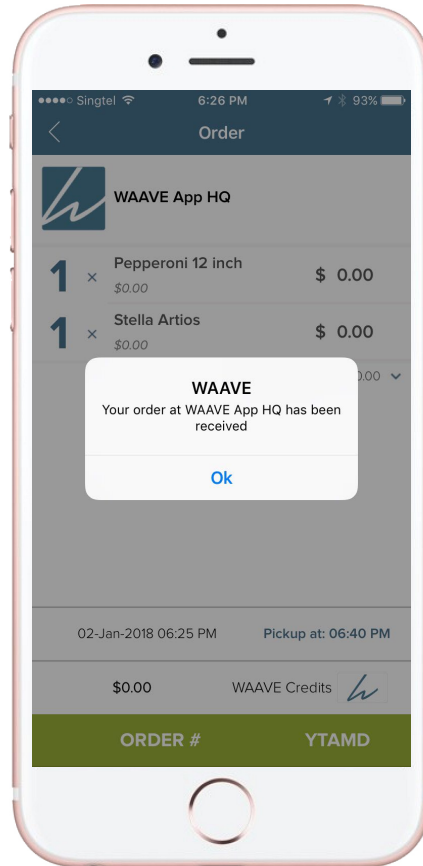 Singtel 6:26 PM 93%
Order
WAAVE App HQ
1 × Pepperoni 12 inch $ 0.00
$0.00
1 × Stella Artios $ 0.00
$0.00
0.00
WAAVE
Your order at WAAVE App HQ has been
received
Ok
02-Jan-2018 06:25 PM Pickup at: 06:40 PM
$0.00 WAAVE Credits
ORDER # YTAMD